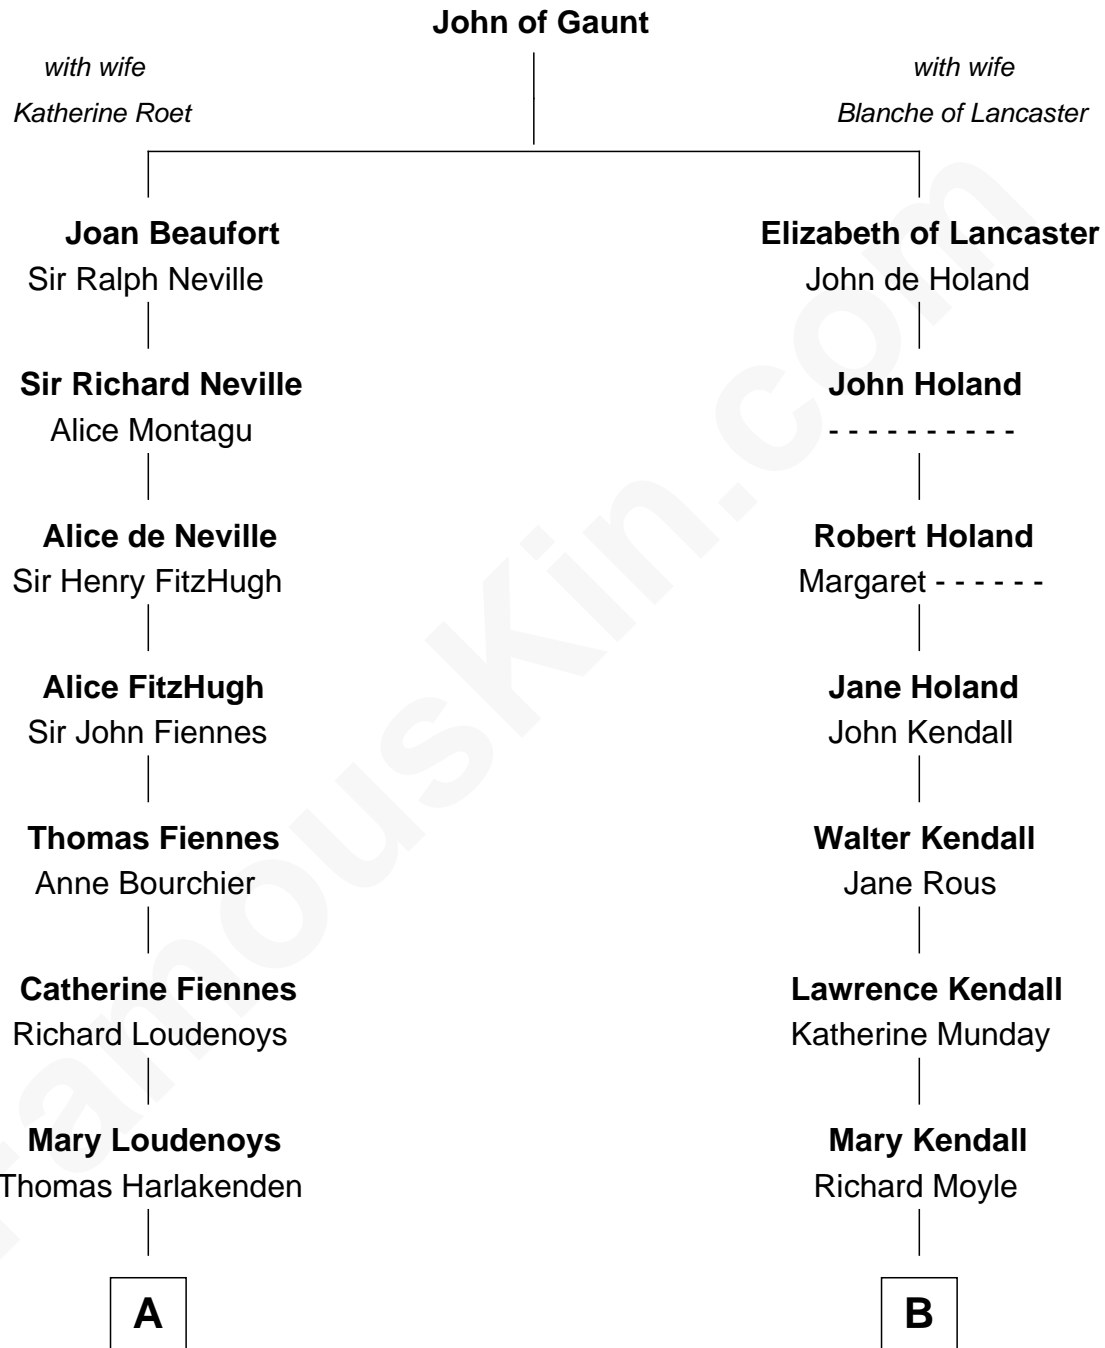 John of Gaunt
with wife
Katherine Roet
with wife
Blanche of Lancaster
Joan Beaufort
Sir Ralph Neville
Elizabeth of Lancaster
John de Holand
Sir Richard Neville
Alice Montagu
John Holand
- - - - - - - - - -
Alice de Neville
Sir Henry FitzHugh
Robert Holand
Margaret - - - - - -
Alice FitzHugh
Sir John Fiennes
Jane Holand
John Kendall
Thomas Fiennes
Anne Bourchier
Walter Kendall
Jane Rous
Catherine Fiennes
Richard Loudenoys
Lawrence Kendall
Katherine Munday
Mary Loudenoys
Thomas Harlakenden
Mary Kendall
Richard Moyle
A
B
FamousKin.com